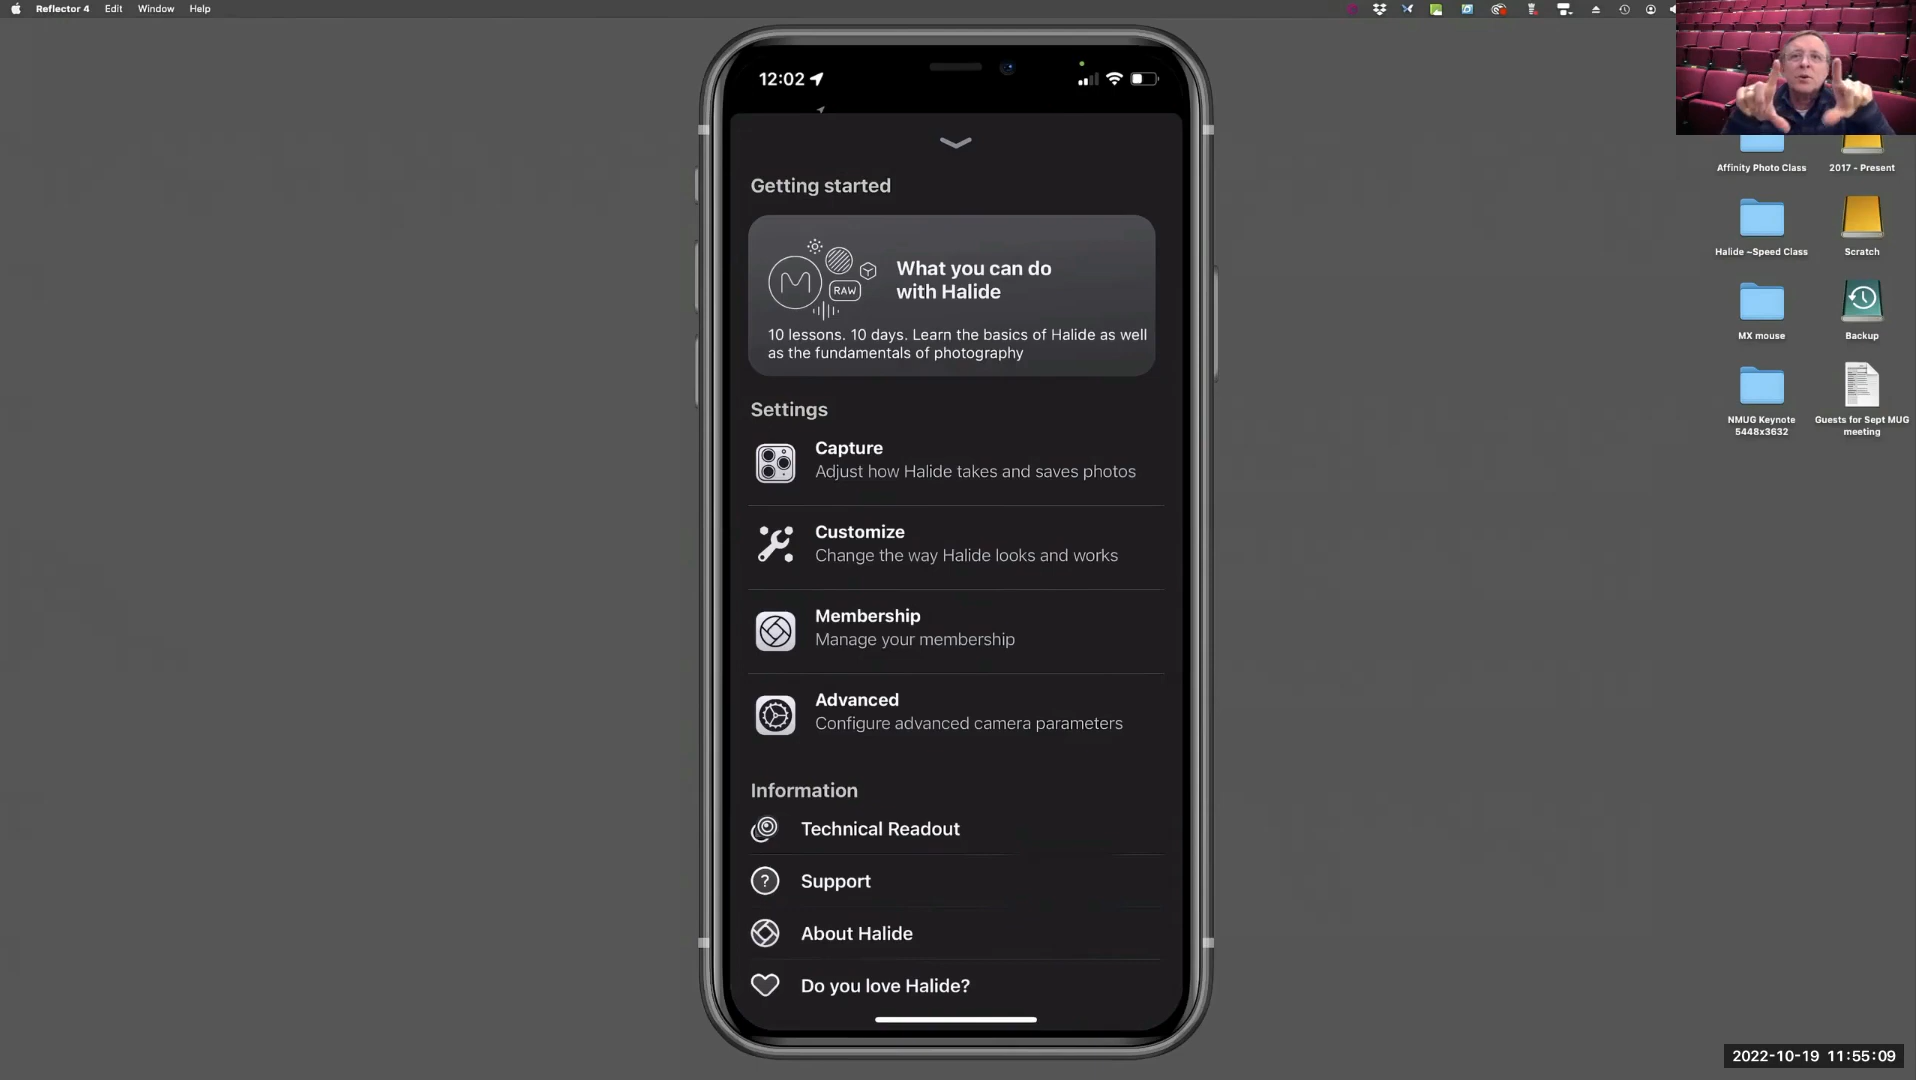 Reflector 4 Edit Window Help
12:02
Getting started
What you can do
with Halide
RAW
10 lessons. 10 days. Learn the basics of Halide as well
as the fundamentals of photography
Settings
Capture
Adjust how Halide takes and saves photos
Customize
Change the way Halide looks and works
Membership
Manage your membership
Advanced
Configure advanced camera parameters
Information
Technical Readout
? Support
About Halide
Do you love Halide?
Affinity Photo Class
2017 - Present
Halide ~Speed Class
Scratch
MX mouse
Backup
NMUG Keynote
5448x3632
Guests for Sept MUG
meeting
2022-10-19 11:55:09